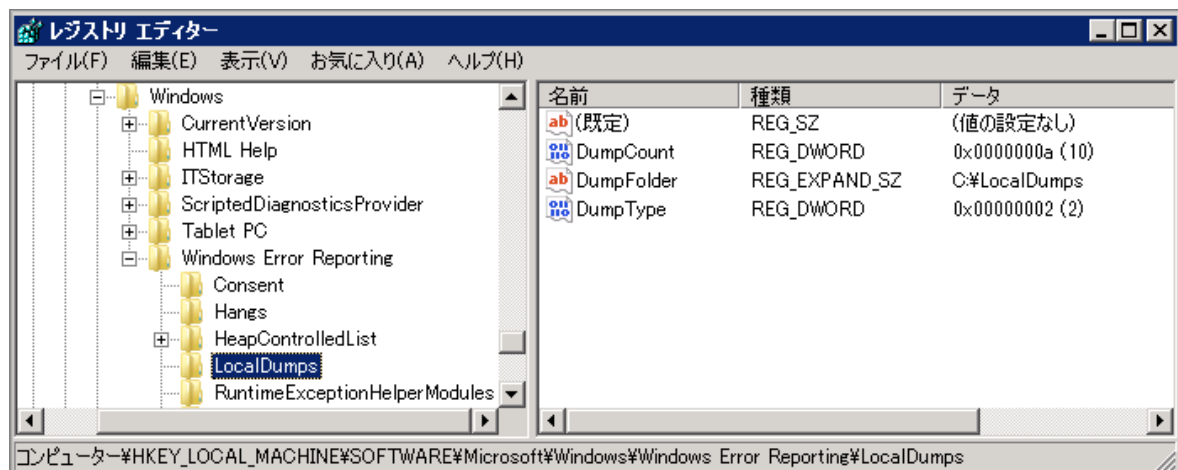 レジストリ エディター
ファイル(F) 編集(E) 表示(V) お気に入り(A) ヘルプ(H)
Windows
CurrentVersion
HTML Help
ITStorage
ScriptedDiagnosticsProvider
Tablet PC
Windows Error Reporting
Consent
Hangs
HeapControlledList
LocalDumps
RuntimeExceptionHelperModules
名前 種類 データ
(既定) REG_SZ (値の設定なし)
DumpCount REG_DWORD 0x0000000a (10)
DumpFolder REG_EXPAND_SZ C:¥LocalDumps
DumpType REG_DWORD 0x00000002 (2)
コンピューター¥HKEY_LOCAL_MACHINE¥SOFTWARE¥Microsoft¥Windows¥Windows Error Reporting¥LocalDumps